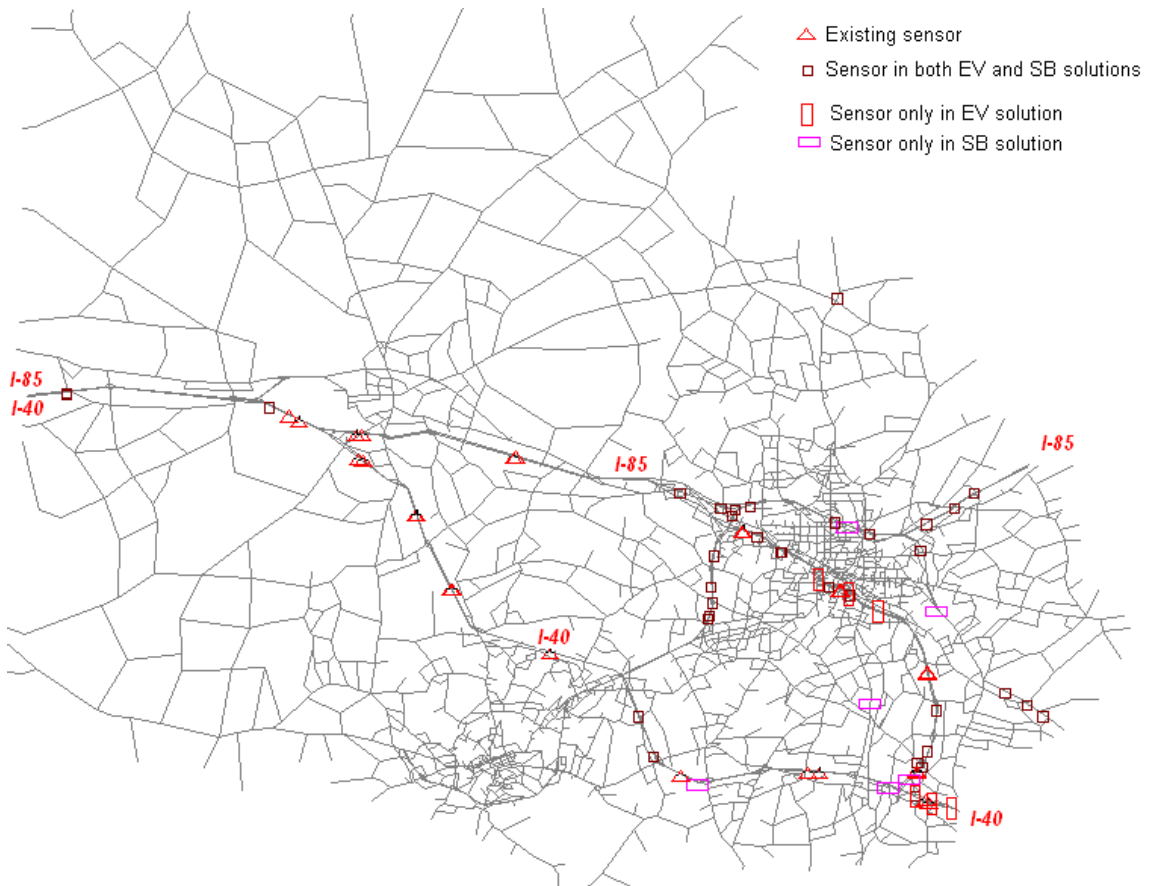 Existing sensor
Sensor in both EV and SB solutions
Sensor only in EV solution
Sensor only in SB solution
I-85
I-40
I-85
I-85
I-40
I-40